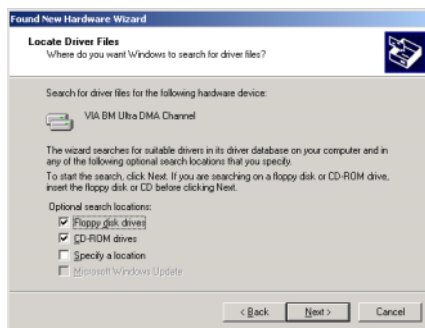 Found New Hardware Wizard
Locate Driver Files
Where do you want Windows to search for driver files?
Search for driver files for the following hardware device:
VIA BM Ultra DMA Channel
The wizard searches for suitable drivers in its driver database on your computer and in
any of the following optional search locations that you specify.
To start the search, click Next. If you are searching on a floppy disk or CD-ROM drive,
insert the floppy disk or CD before clicking Next.
Optional search locations:
Floppy disk drives
CD-ROM drives
Specify a location
Microsoft Windows Update
< Back Next > Cancel